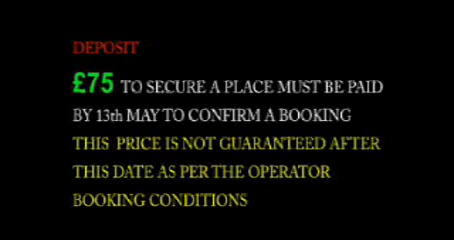 DEPOSIT
£75 TO SECURE A PLACE MUST BE PAID
BY 13th MAY TO CONFIRM A BOOKING
THIS PRICE IS NOT GUARANTEED AFTER
THIS DATE AS PER THE OPERATOR
BOOKING CONDITIONS